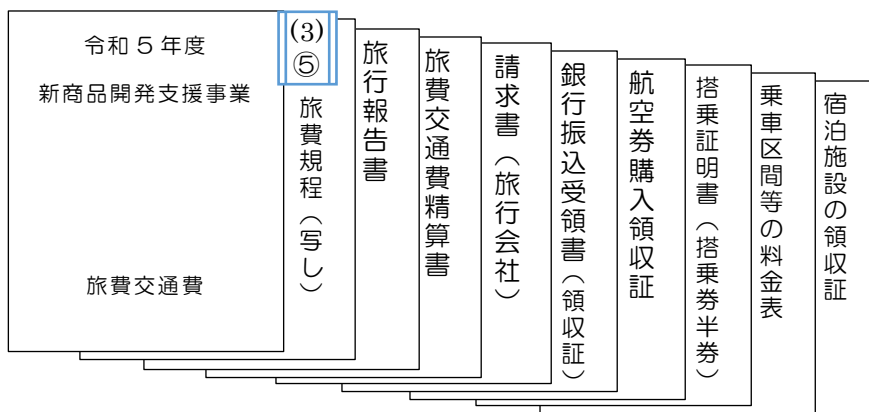 令和5年度
新商品開発支援事業
旅費交通費
(3)
⑤
旅費規程（写し）
旅行報告書
旅費交通費精算書
請求書（旅行会社）
銀行振込受領書（領収証）
航空券購入領収証
搭乗証明書（搭乗券半券）
乗車区間等の料金表
宿泊施設の領収証